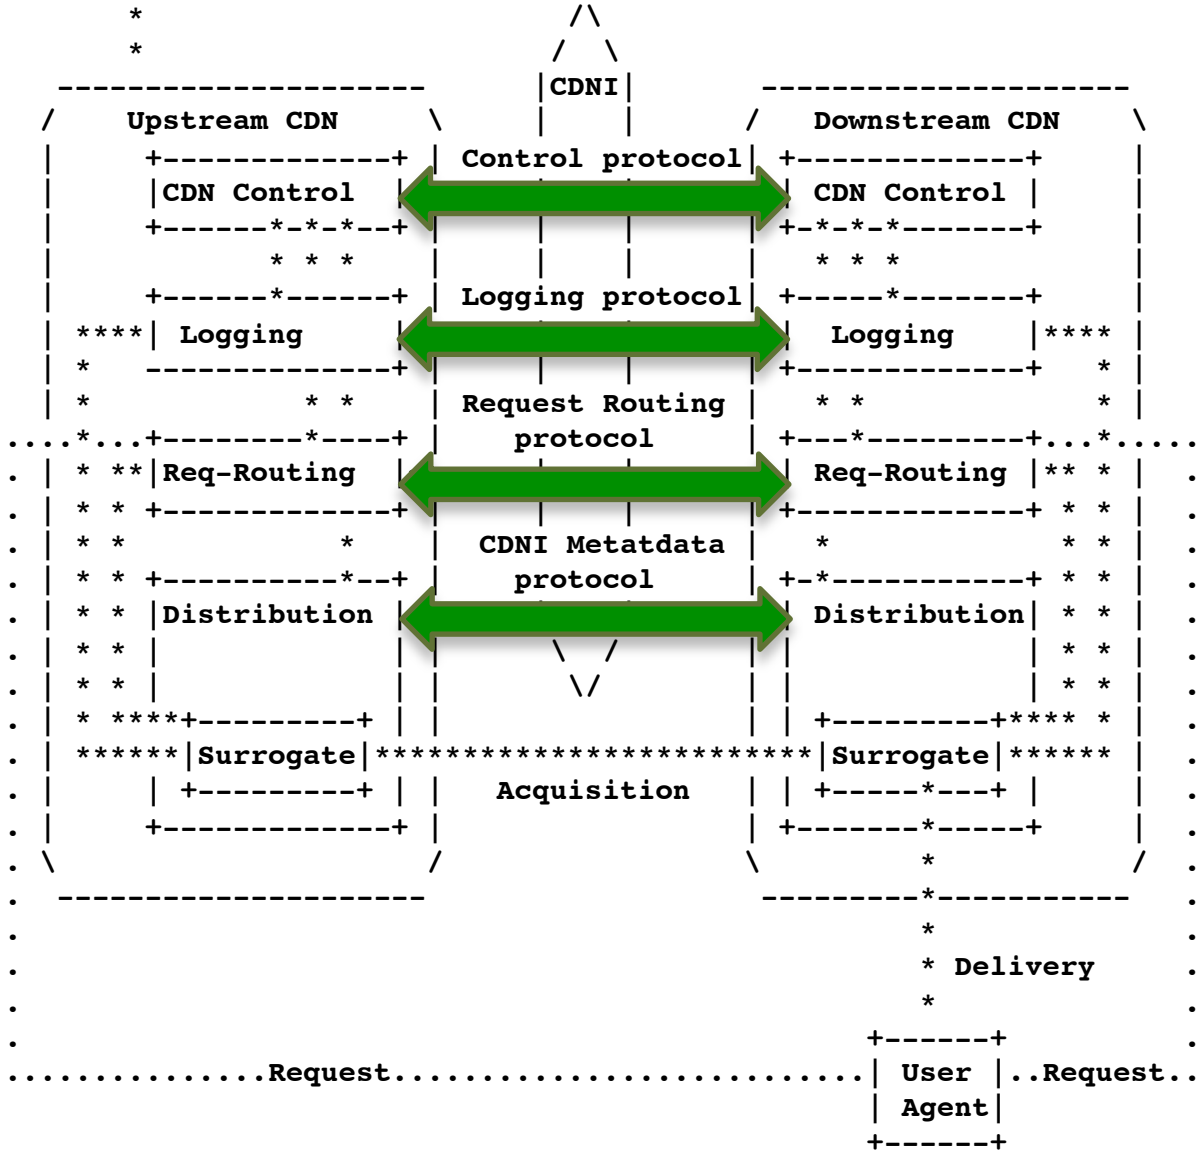 CDNI
Upstream CDN
Downstream CDN
Control protocol
CDN Control
CDN Control
Logging protocol
Logging
Logging
Request Routing
protocol
Req-Routing
Req-Routing
CDNI Metatdata
protocol
Distribution
Distribution
Surrogate
Surrogate
Acquisition
Delivery
Request
User
Request
Agent